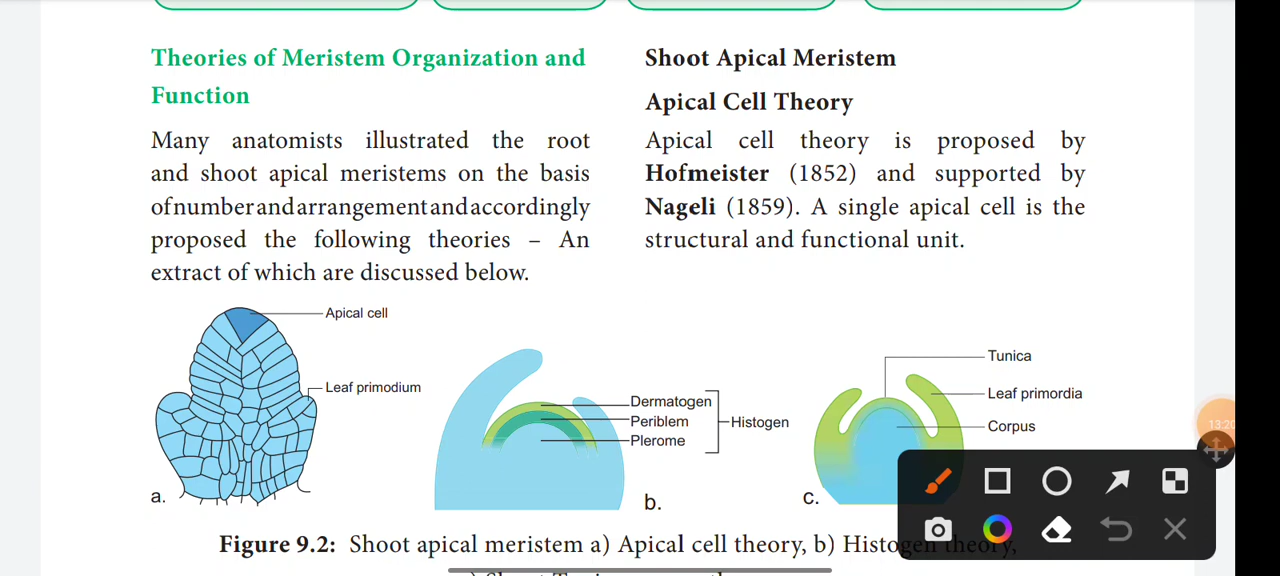 Theories of Meristem Organization and
Function
Many anatomists illustrated the root
and shoot apical meristems on the basis
of number and arrangement and accordingly
proposed the following theories – An
extract of which are discussed below.
Shoot Apical Meristem
Apical Cell Theory
Apical cell theory is proposed by
Hofmeister (1852) and supported by
Nageli (1859). A single apical cell is the
structural and functional unit.
Apical cell
Leaf primodium
a.
Dermatogen
Periblem
Plerome
Histogen
b.
Tunica
Leaf primordia
Corpus
c.
Figure 9.2: Shoot apical meristem a) Apical cell theory, b) Histogen theory,